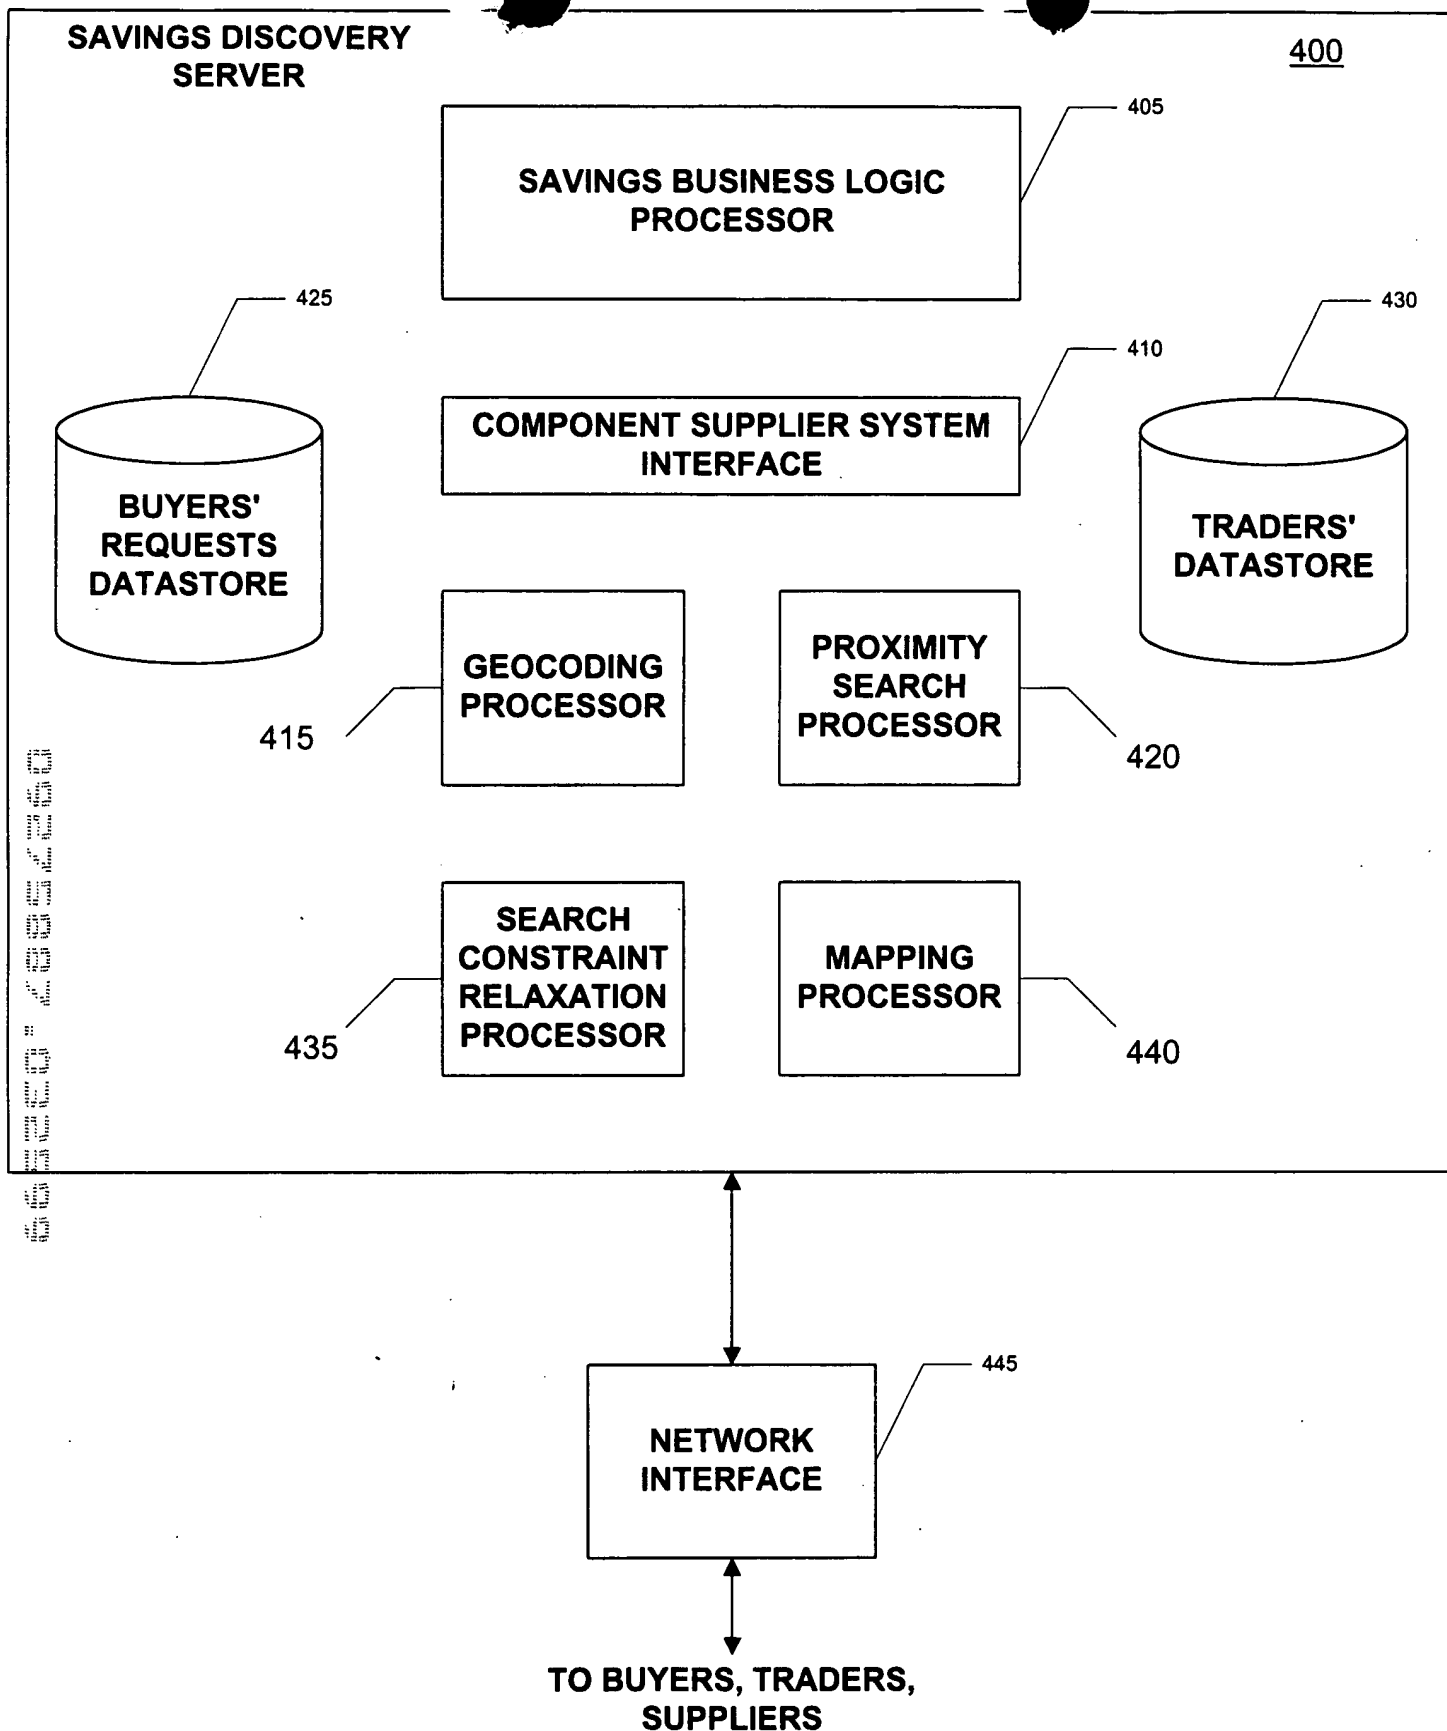 SAVINGS DISCOVERY
SERVER
400
405
SAVINGS BUSINESS LOGIC
PROCESSOR
425
430
410
COMPONENT SUPPLIER SYSTEM
INTERFACE
BUYERS'
REQUESTS
DATASTORE
TRADERS'
DATASTORE
GEOCODING
PROCESSOR
PROXIMITY
SEARCH
PROCESSOR
415
420
SEARCH
CONSTRAINT
RELAXATION
PROCESSOR
MAPPING
PROCESSOR
435
440
09275887.032599
445
NETWORK
INTERFACE
TO BUYERS, TRADERS,
SUPPLIERS